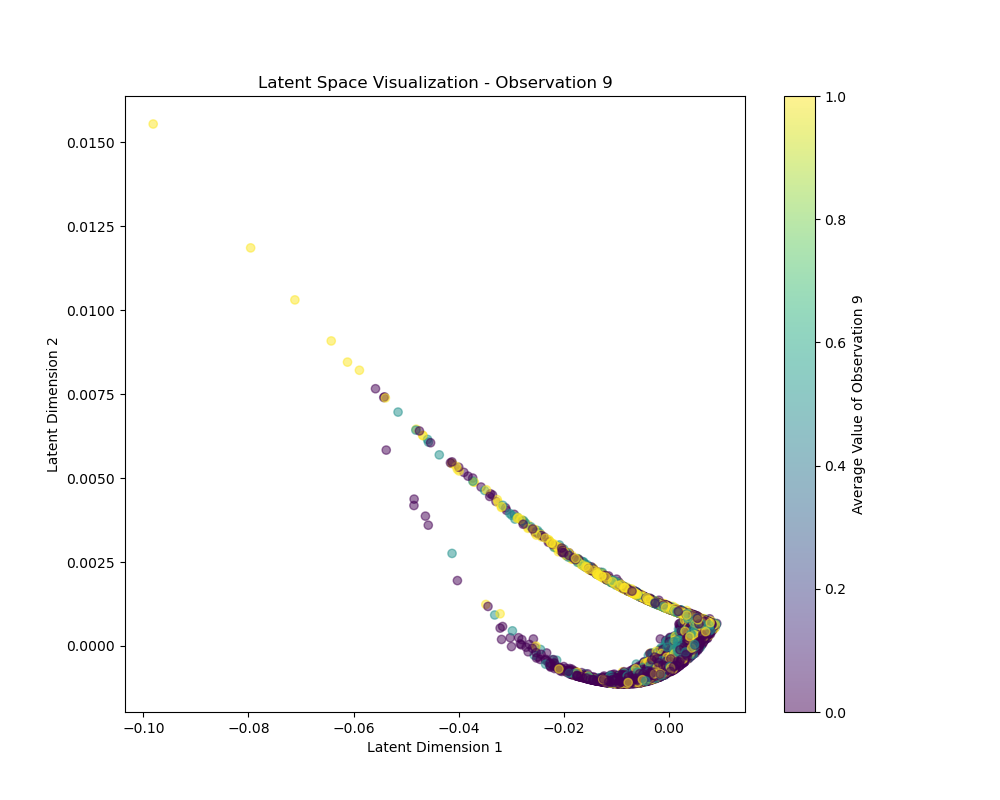 Latent Space Visualization - Observation 9
0.0150
0.0125
0.0100
0.0075
0.0050
0.0025
0.0000
Latent Dimension 2
−0.10 −0.08 −0.06 −0.04 −0.02 0.00
Latent Dimension 1
1.0
0.8
0.6
0.4
0.2
0.0
Average Value of Observation 9